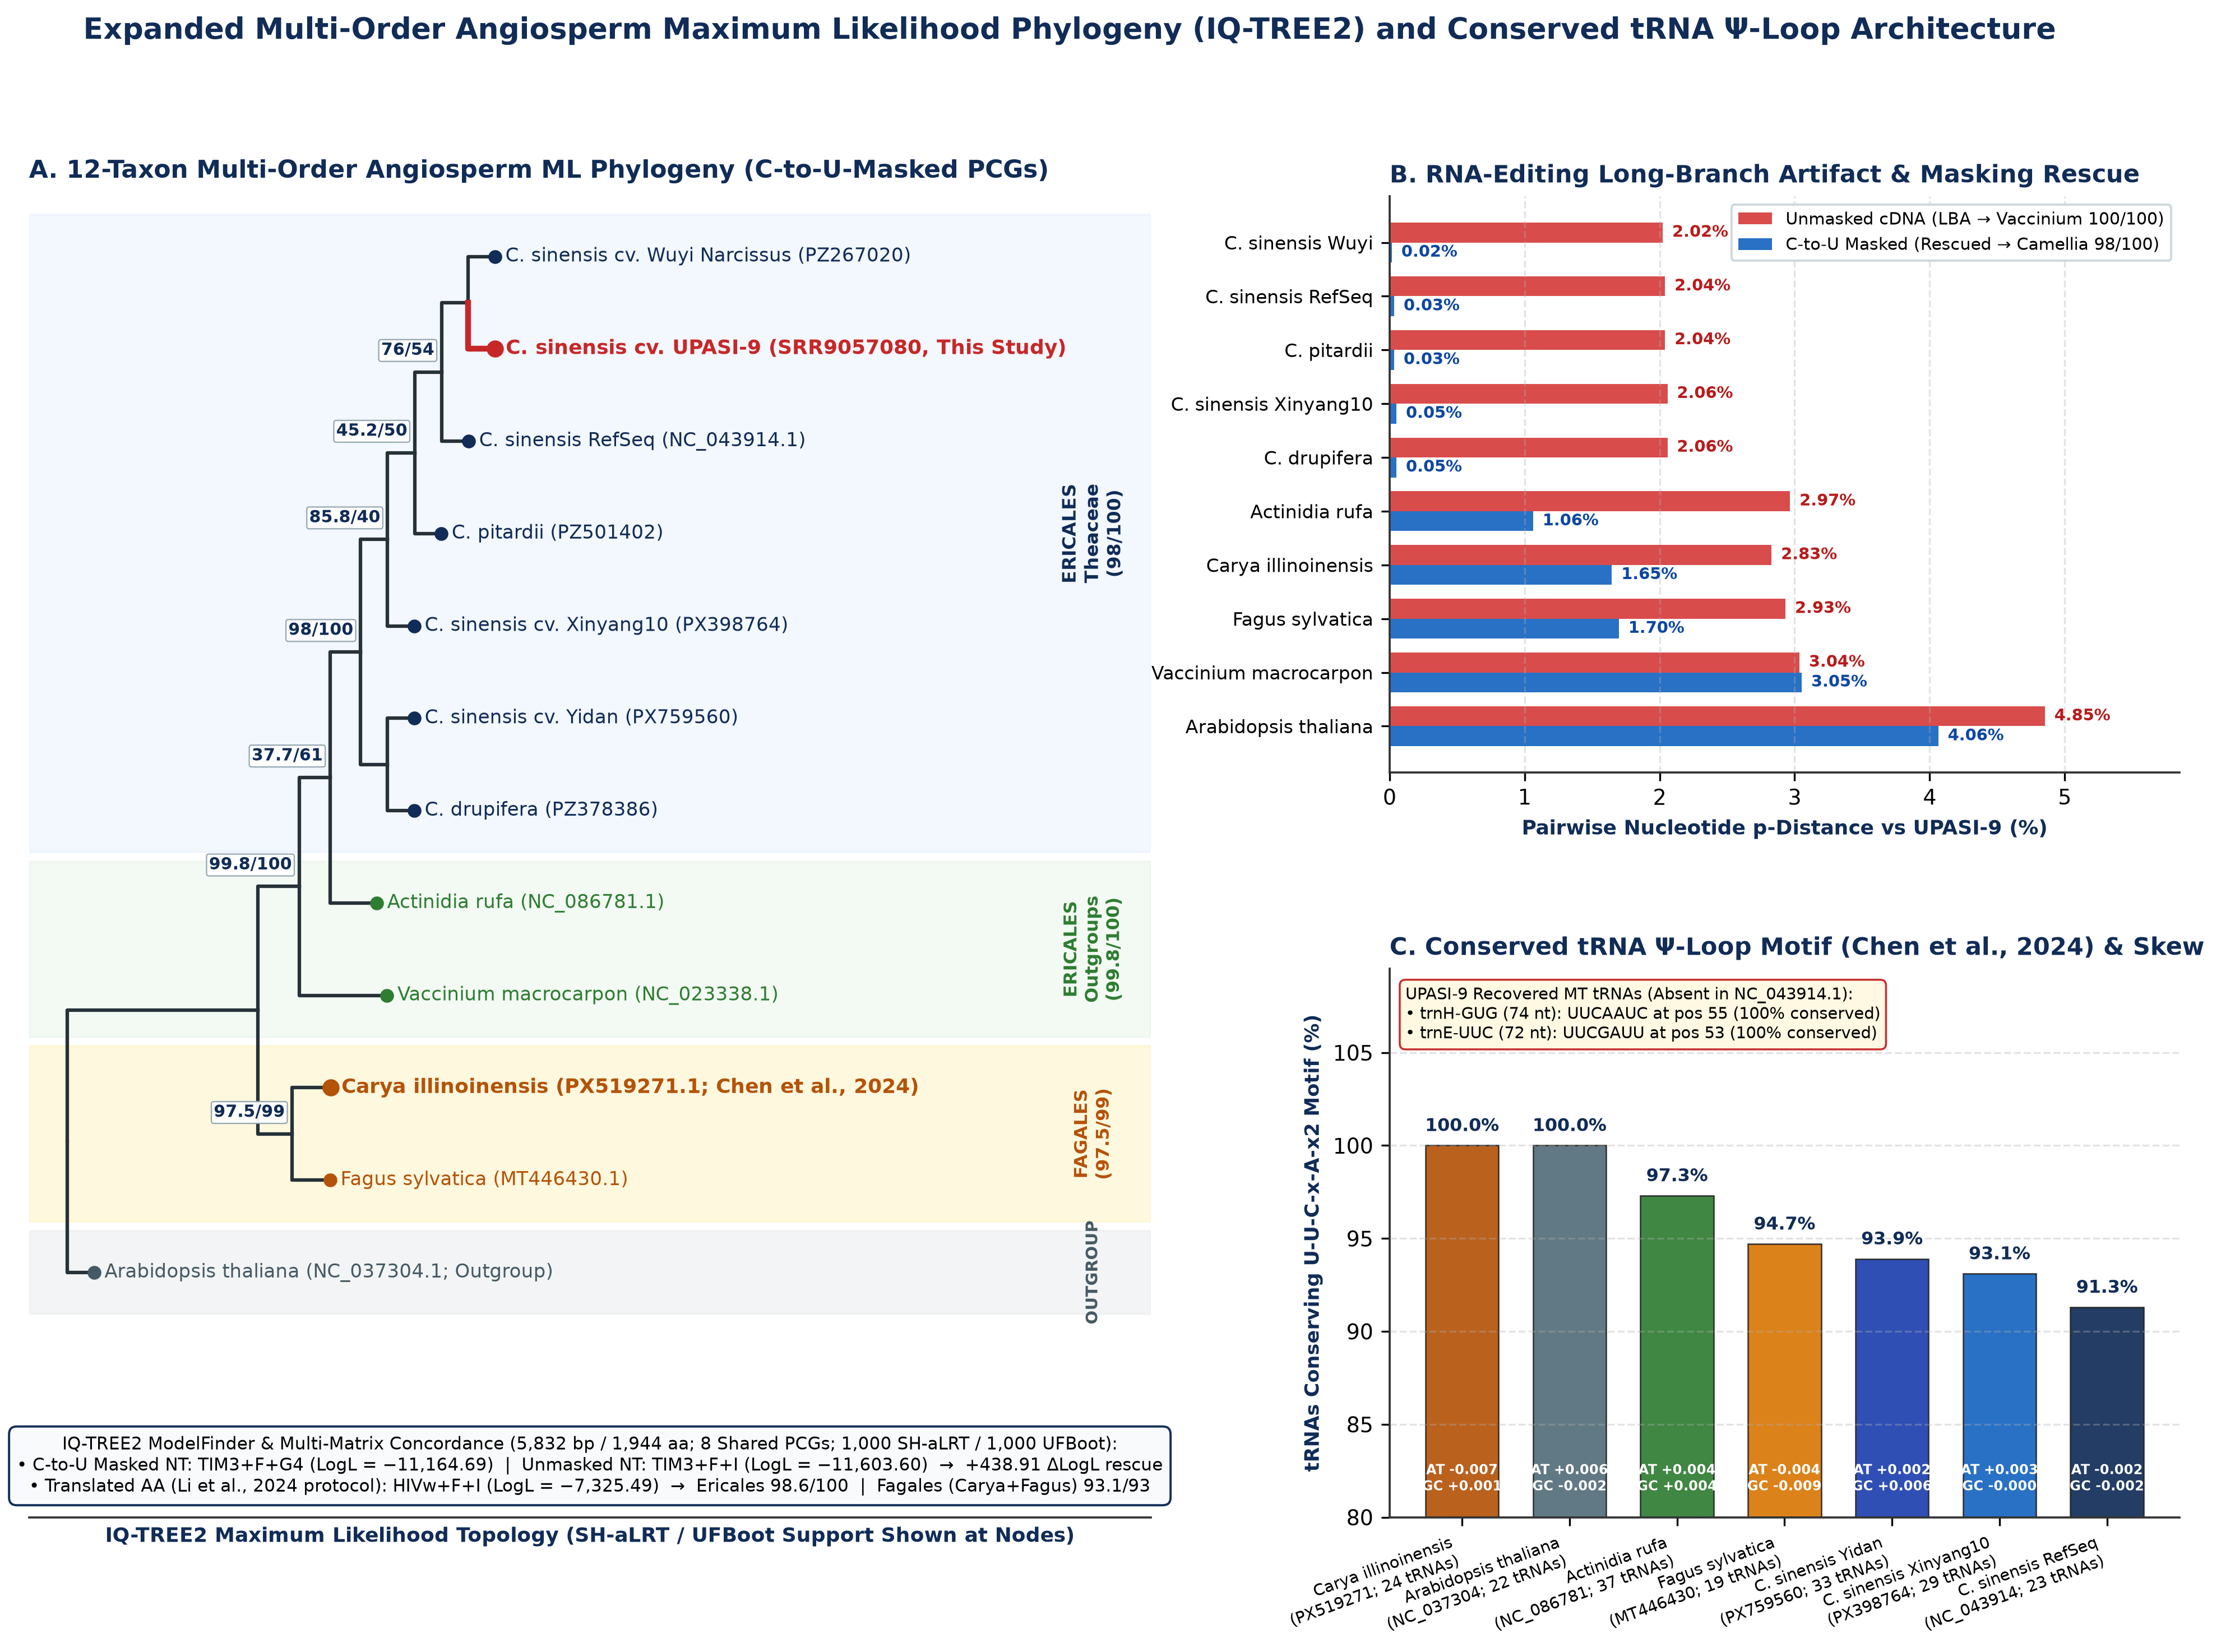 Expanded Multi-Order Angiosperm Maximum Likelihood Phylogeny (IQ-TREE2) and Conserved tRNA Ψ-Loop Architecture
A. 12-Taxon Multi-Order Angiosperm ML Phylogeny (C-to-U-Masked PCGs)
C. sinensis cv. Wuyi Narcissus (PZ267020)
76/54
C. sinensis cv. UPASI-9 (SRR9057080, This Study)
45.2/50
C. sinensis RefSeq (NC_043914.1)
85.8/40
C. pitardii (PZ501402)
98/100
C. sinensis cv. Xinyang10 (PX398764)
C. sinensis cv. Yidan (PX759560)
37.7/61
C. drupifera (PZ378386)
ERICALES
Theaceae
(98/100)
99.8/100
Actinidia rufa (NC_086781.1)
Vaccinium macrocarpon (NC_023338.1)
ERICALES
Outgroups
(99.8/100)
Carya illinoinensis (PX519271.1; Chen et al., 2024)
97.5/99
Fagus sylvatica (MT446430.1)
FAGALES
(97.5/99)
Arabidopsis thaliana (NC_037304.1; Outgroup)
OUTGROUP
IQ-TREE2 ModelFinder & Multi-Matrix Concordance (5,832 bp / 1,944 aa; 8 Shared PCGs; 1,000 SH-aLRT / 1,000 UFBoot):
• C-to-U Masked NT: TIM3+F+G4 (LogL = −11,164.69) | Unmasked NT: TIM3+F+I (LogL = −11,603.60) → +438.91 ΔLogL rescue
• Translated AA (Li et al., 2024 protocol): HIVw+F+I (LogL = −7,325.49) → Ericales 98.6/100 | Fagales (Carya+Fagus) 93.1/93
IQ-TREE2 Maximum Likelihood Topology (SH-aLRT / UFBoot Support Shown at Nodes)
B. RNA-Editing Long-Branch Artifact & Masking Rescue
Unmasked cDNA (LBA → Vaccinium 100/100)
C-to-U Masked (Rescued → Camellia 98/100)
C. sinensis Wuyi
2.02%
0.02%
C. sinensis RefSeq
2.04%
0.03%
C. pitardii
2.04%
0.03%
C. sinensis Xinyang10
2.06%
0.05%
C. drupifera
2.06%
0.05%
Actinidia rufa
2.97%
1.06%
Carya illinoinensis
2.83%
1.65%
Fagus sylvatica
2.93%
1.70%
Vaccinium macrocarpon
3.04%
3.05%
Arabidopsis thaliana
4.85%
4.06%
0 1 2 3 4 5
Pairwise Nucleotide p-Distance vs UPASI-9 (%)
C. Conserved tRNA Ψ-Loop Motif (Chen et al., 2024) & Skew
UPASI-9 Recovered MT tRNAs (Absent in NC_043914.1):
• trnH-GUG (74 nt): UUCAAUC at pos 55 (100% conserved)
• trnE-UUC (72 nt): UUCGAUU at pos 53 (100% conserved)
tRNAs Conserving U-U-C-x-A-x2 Motif (%)
105
100
95
90
85
80
100.0%
100.0%
97.3%
94.7%
93.9%
93.1%
91.3%
AT -0.007
GC +0.001
AT +0.006
GC -0.002
AT +0.004
GC +0.004
AT -0.004
GC -0.009
AT +0.002
GC +0.006
AT +0.003
GC -0.000
AT -0.002
GC -0.002
Carya illinoinensis
(PX519271; 24 tRNAs)
Arabidopsis thaliana
(NC_037304; 22 tRNAs)
Actinidia rufa
(NC_086781; 37 tRNAs)
Fagus sylvatica
(MT446430; 19 tRNAs)
C. sinensis Yidan
(PX759560; 33 tRNAs)
C. sinensis Xinyang10
(PX398764; 29 tRNAs)
C. sinensis RefSeq
(NC_043914; 23 tRNAs)